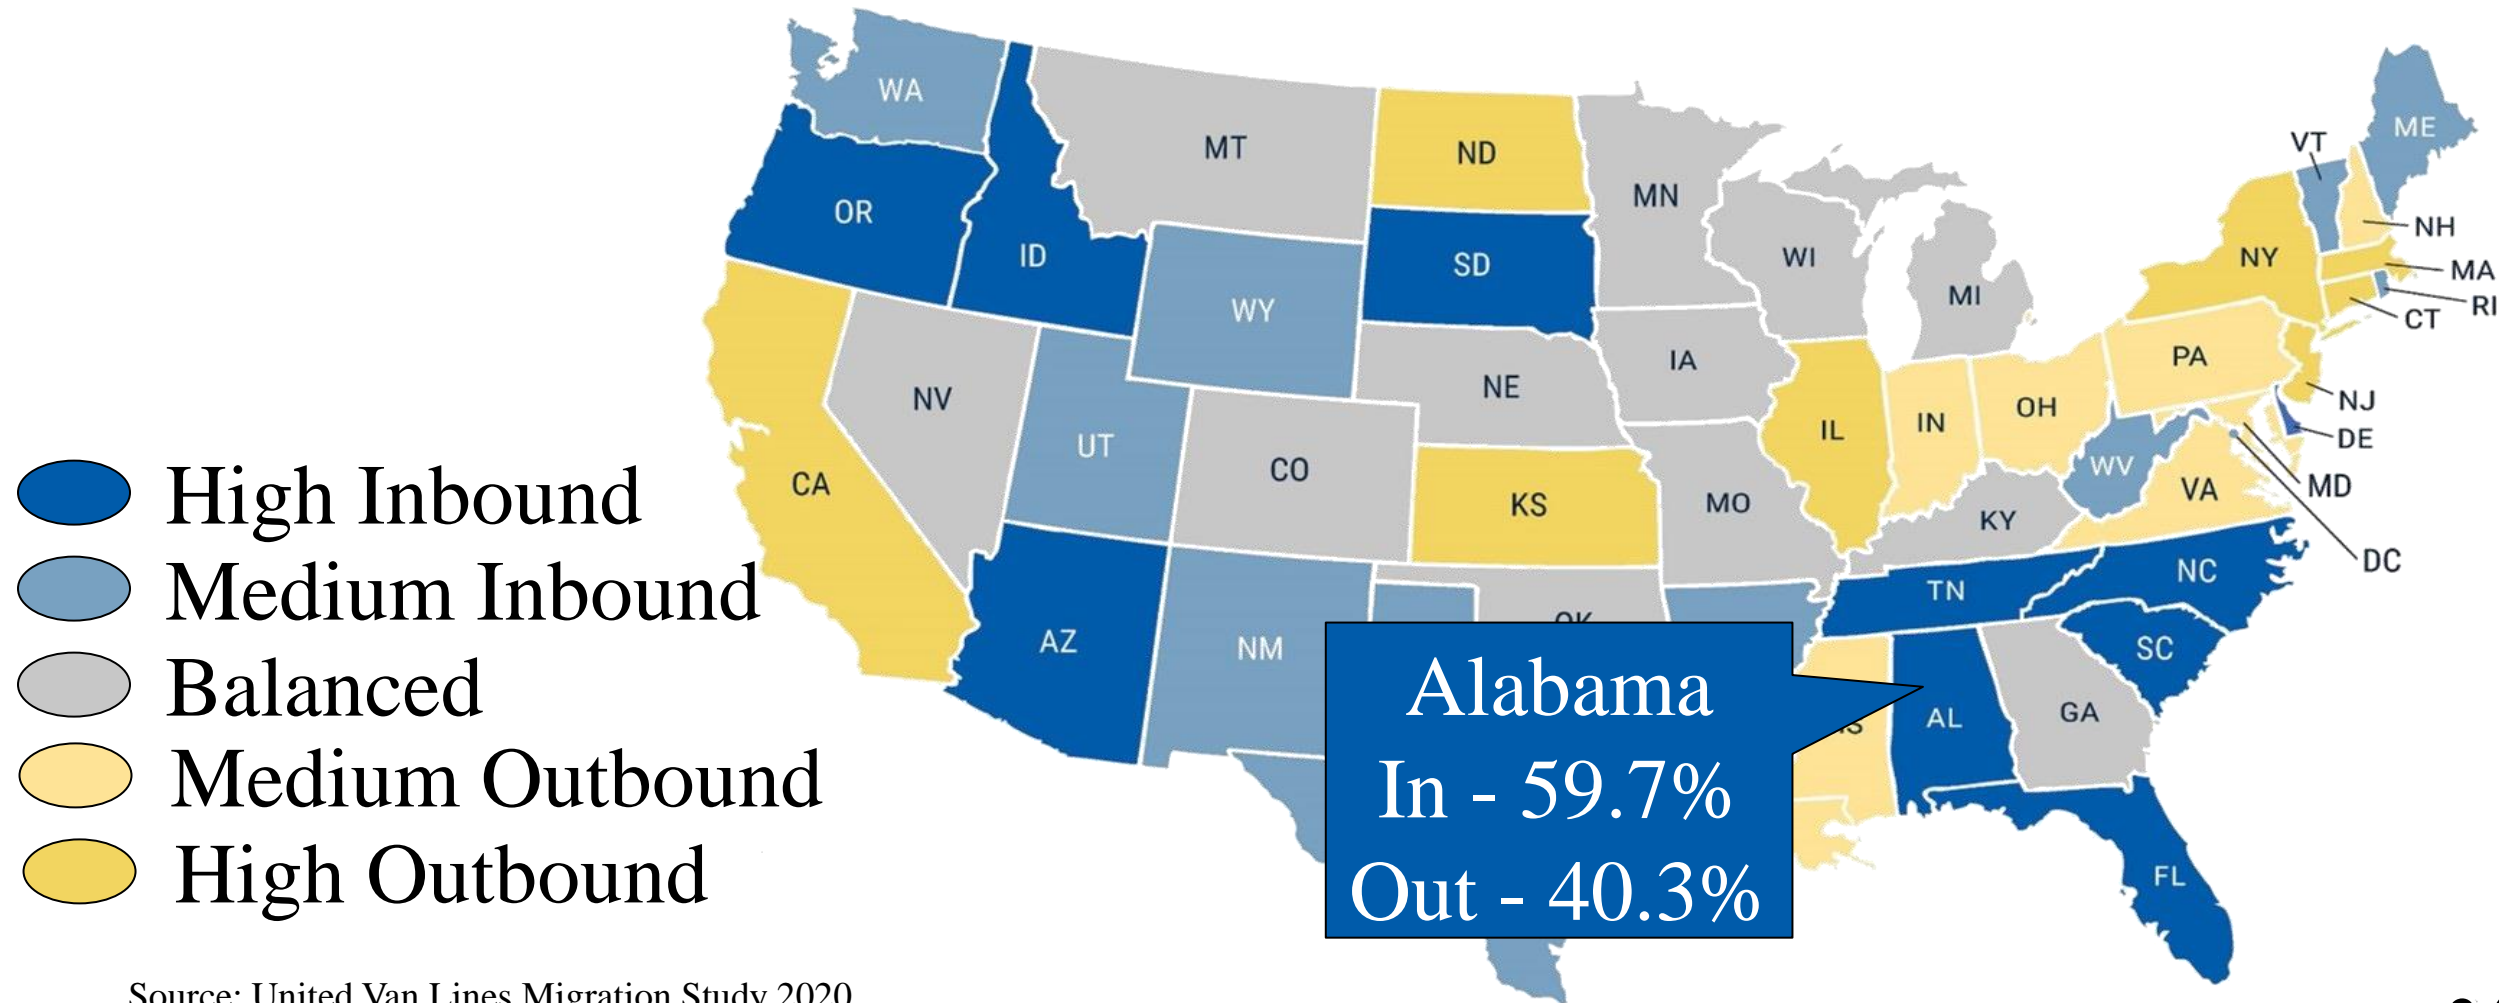 WA
MT
ND
MN
VT
ME
OR
ID
SD
WI
MI
NY
NH
MA
RI
CT
WY
IA
NE
PA
NV
UT
CO
IL
IN
OH
NJ
DE
CA
KS
MO
KY
WV
VA
MD
DC
High Inbound
Medium Inbound
Balanced
Medium Outbound
High Outbound
AZ
NM
OK
TN
NC
SC
AL
GA
FL
Alabama
In - 59.7%
Out - 40.3%
Source: United Van Lines Migration Study 2020